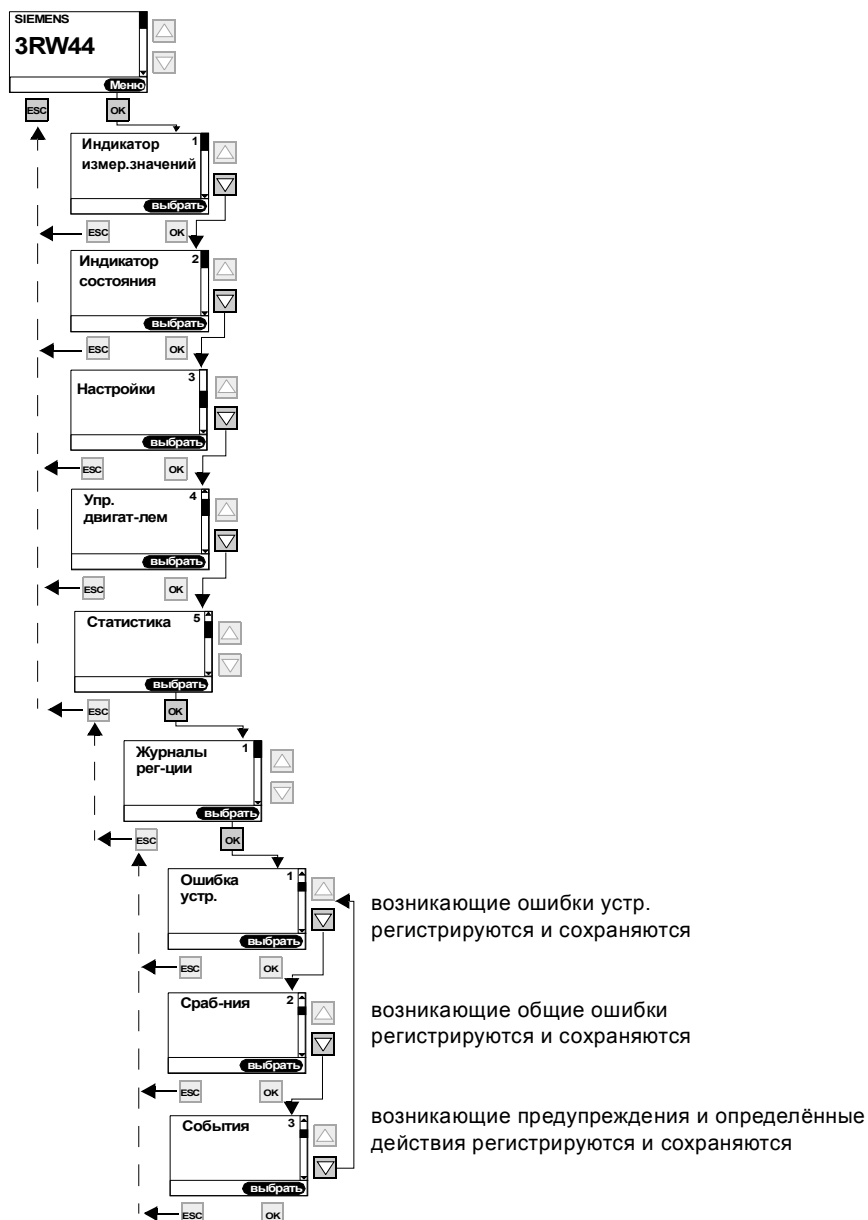 SIEMENS
3RW44
Меню
ESC
OK
Индикатор
измер.значений
1
выбрать
ESC
OK
Индикатор
состояния
2
выбрать
ESC
OK
Настройки
3
выбрать
ESC
OK
Упр.
двигат-лем
4
выбрать
ESC
OK
Статистика
5
выбрать
ESC
OK
Журналы
рег-ции
1
выбрать
ESC
OK
Ошибка
устр.
1
выбрать
возникающие ошибки устр.
регистрируются и сохраняются
ESC
OK
Сраб-ния
2
выбрать
возникающие общие ошибки
регистрируются и сохраняются
ESC
OK
События
3
выбрать
возникающие предупреждения и определённые
действия регистрируются и сохраняются
ESC
OK